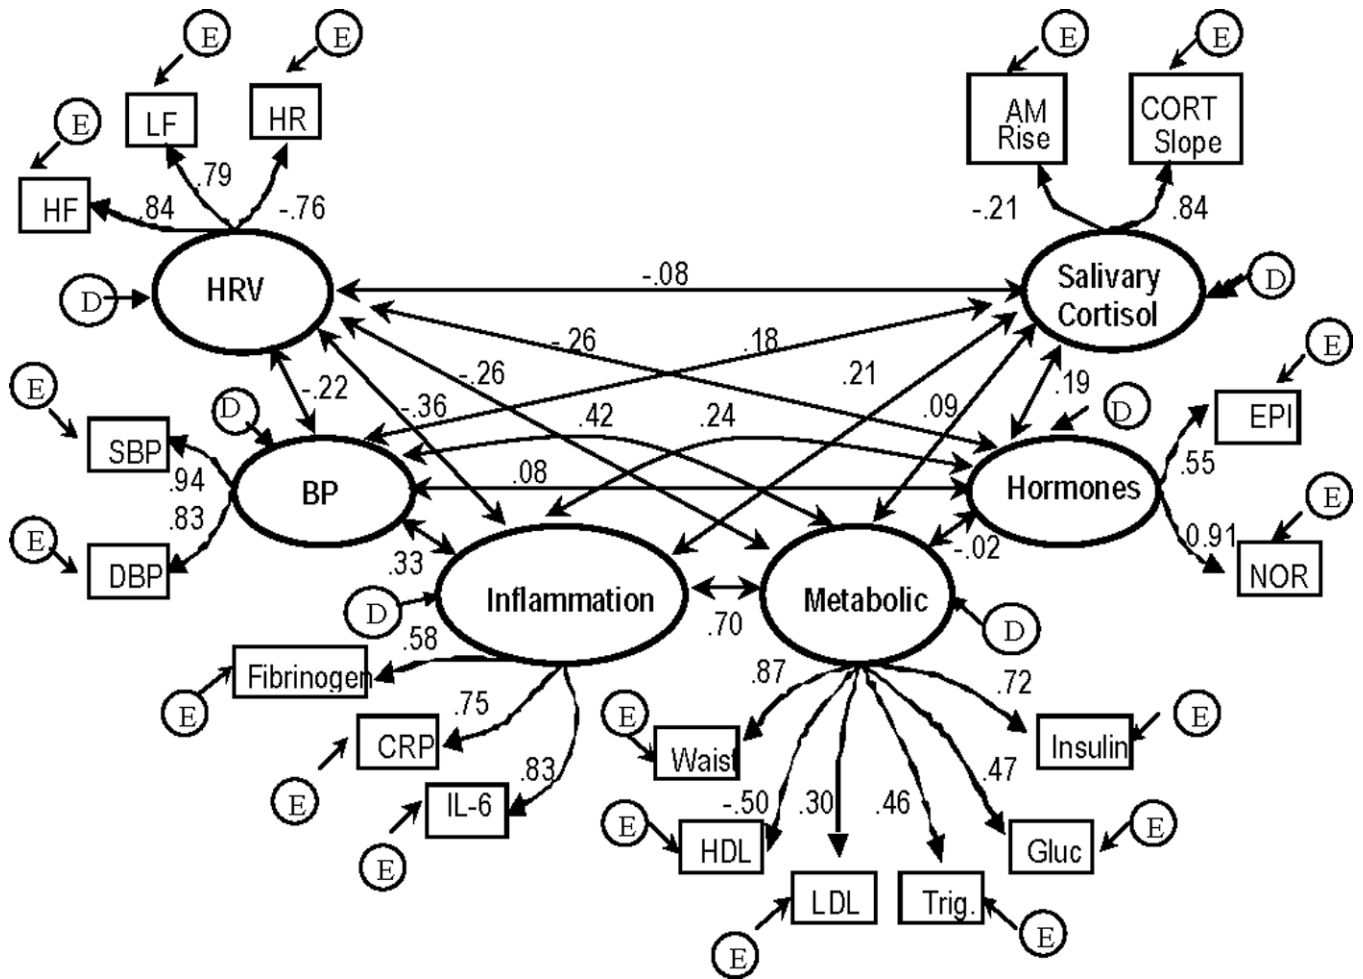 E
E
E
E
E
LF
HR
HF
AM
Rise
CORT
Slope
.84
.79
-.76
-.21
.84
D
HRV
-.08
Salivary
Cortisol
D
E
-.22
-.36
-.26
-.26
.18
.42
.24
.21
.09
.19
D
D
E
EPI
SBP
.94
.83
BP
.08
Hormones
.55
0.91
E
E
DBP
NOR
.33
-.02
D
Inflammation
.70
Metabolic
D
.58
Fibrinogen
E
.75
CRP
E
.83
IL-6
E
.87
.72
E
Waist
Insulin
E
-.50
.30
.46
.47
E
HDL
Gluc
E
LDL
Trig.
E
E